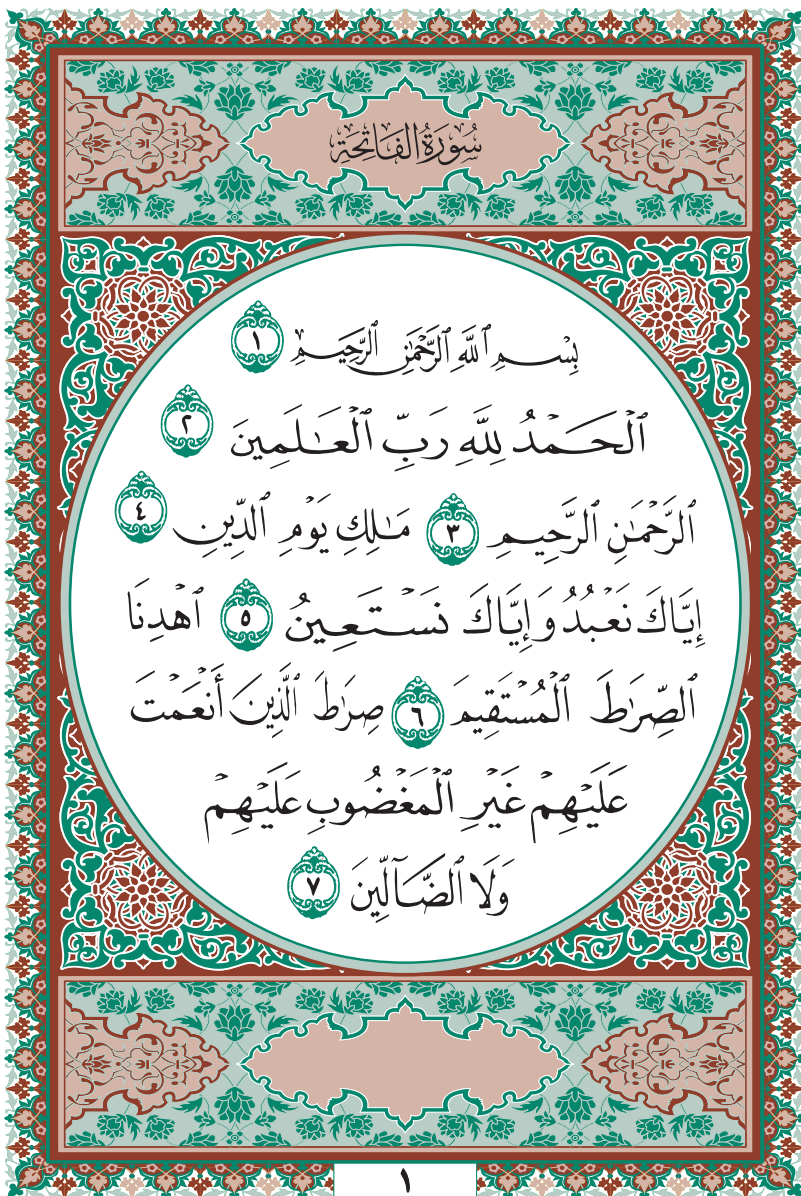 سُورَةُ الفَاتِحَةِ
بِسْمِ ٱللَّهِ ٱلرَّحْمَٰنِ ٱلرَّحِيمِ ١
ٱلْحَمْدُ لِلَّهِ رَبِّ ٱلْعَٰلَمِينَ ٢
ٱلرَّحْمَٰنِ ٱلرَّحِيمِ ٣ مَٰلِكِ يَوْمِ ٱلدِّينِ ٤
إِيَّاكَ نَعْبُدُ وَإِيَّاكَ نَسْتَعِينُ ٥ ٱهْدِنَا
ٱلصِّرَٰطَ ٱلْمُسْتَقِيمَ ٦ صِرَٰطَ ٱلَّذِينَ أَنْعَمْتَ
عَلَيْهِمْ غَيْرِ ٱلْمَغْضُوبِ عَلَيْهِمْ
وَلَا ٱلضَّآلِّينَ ٧
١